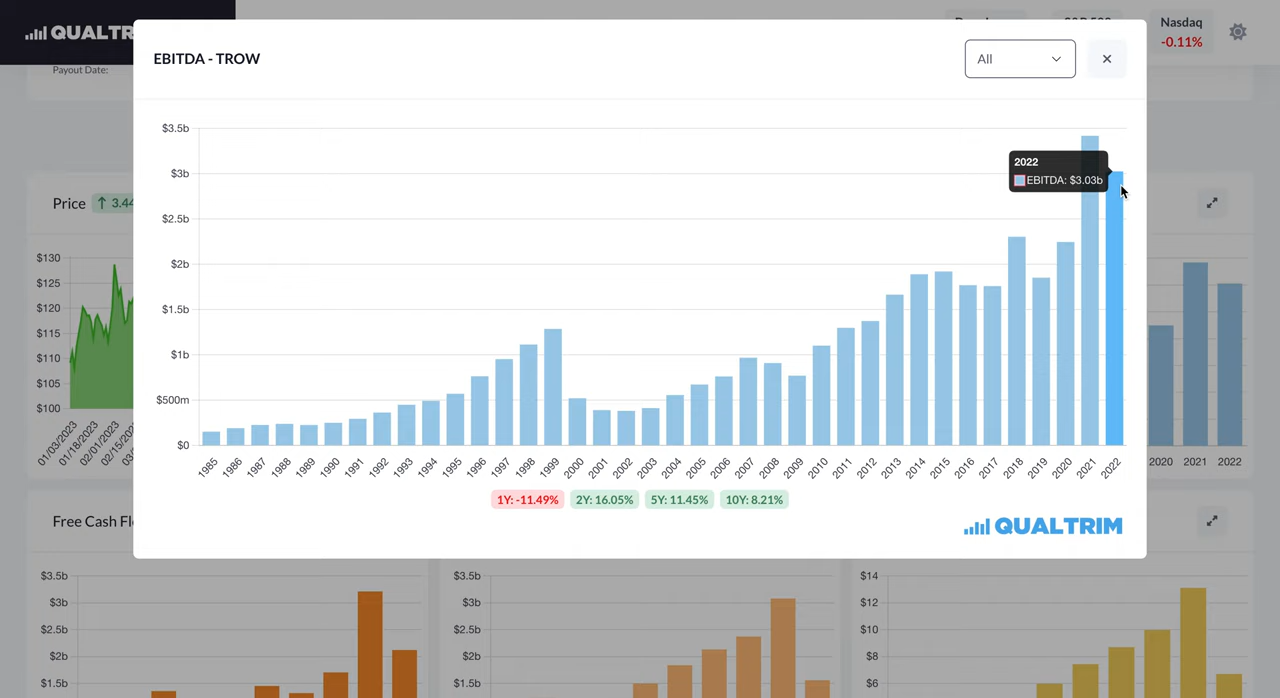 QUALTR
Nasdaq
-0.11%
Payout Date:
EBITDA - TROW
All
$3.5b
$3b
$2.5b
$2b
$1.5b
$1b
$500m
$0
2022
EBITDA: $3.03b
1985
1986
1987
1988
1989
1990
1991
1992
1993
1994
1995
1996
1997
1998
1999
2000
2001
2002
2003
2004
2005
2006
2007
2008
2009
2010
2011
2012
2013
2014
2015
2016
2017
2018
2019
2020
2021
2022
1Y: -11.49%
2Y: 16.05%
5Y: 11.45%
10Y: 8.21%
QUALTRIM
Price
↑ 3.44
$130
$125
$120
$115
$110
$105
$100
01/03/2023
01/18/2023
02/01/2023
2020
2021
2022
Free Cash Fl
$3.5b
$3b
$2.5b
$2b
$1.5b
$3.5b
$3b
$2.5b
$2b
$1.5b
$14
$12
$10
$8
$6